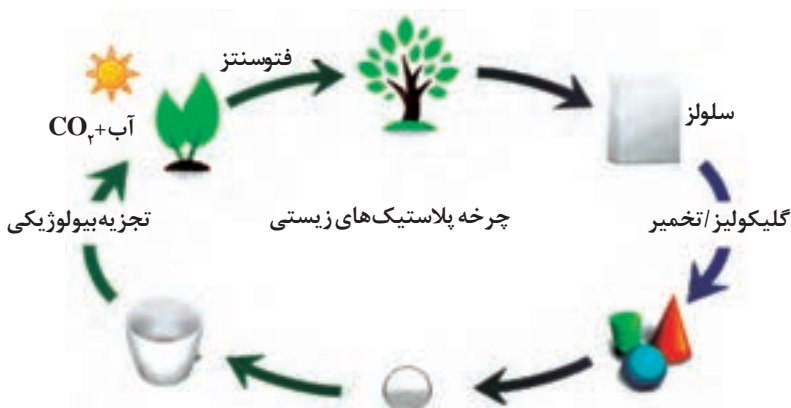 فتوسنتز
آب+CO۲
سلولز
تجزیه‌بیولوژیکی
چرخه پلاستیک‌های زیستی
گلیکولیز/تخمیر